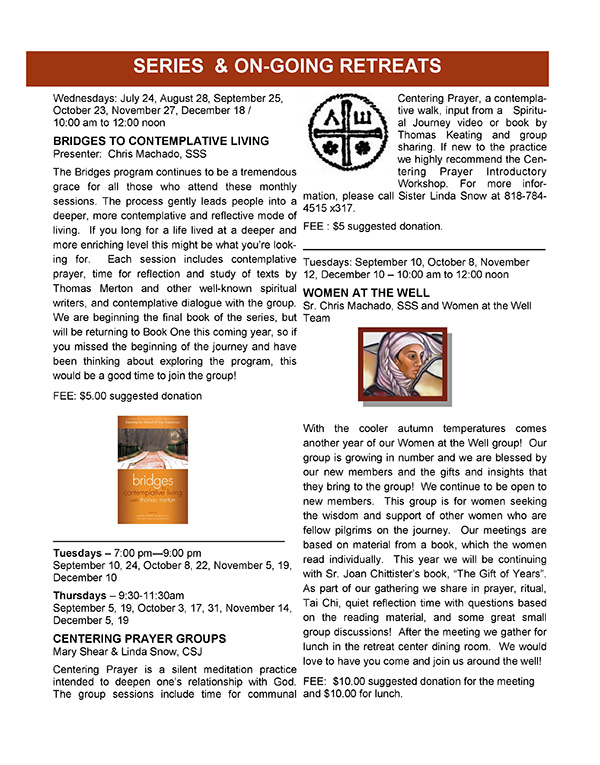 SERIES & ON-GOING RETREATS
Wednesdays: July 24, August 28, September 25,
October 23, November 27, December 18 /
10:00 am to 12:00 noon
BRIDGES TO CONTEMPLATIVE LIVING
Presenter: Chris Machado, SSS
The Bridges program continues to be a tremendous
grace for all those who attend these monthly
sessions. The process gently leads people into a
deeper, more contemplative and reflective mode of
living. If you long for a life lived at a deeper and
more enriching level this might be what you're look-
ing for. Each session includes contemplative
prayer, time for reflection and study of texts by
Thomas Merton and other well-known spiritual
writers, and contemplative dialogue with the group.
We are beginning the final book of the series, but
will be returning to Book One this coming year, so if
you missed the beginning of the journey and have
been thinking about exploring the program, this
would be a good time to join the group!
FEE: $5.00 suggested donation
bridges
contemplative living
with thomas merton
Tuesdays – 7:00 pm—9:00 pm
September 10, 24, October 8, 22, November 5, 19,
December 10
Thursdays – 9:30-11:30am
September 5, 19, October 3, 17, 31, November 14,
December 5, 19
CENTERING PRAYER GROUPS
Mary Shear & Linda Snow, CSJ
Centering Prayer is a silent meditation practice
intended to deepen one's relationship with God.
The group sessions include time for communal
Centering Prayer, a contempla-
tive walk, input from a Spiritu-
al Journey video or book by
Thomas Keating and group
sharing. If new to the practice
we highly recommend the Cen-
tering Prayer Introductory
Workshop. For more infor-
mation, please call Sister Linda Snow at 818-784-
4515 x317.
FEE : $5 suggested donation.
Tuesdays: September 10, October 8, November
12, December 10 – 10:00 am to 12:00 noon
WOMEN AT THE WELL
Sr. Chris Machado, SSS and Women at the Well
Team
With the cooler autumn temperatures comes
another year of our Women at the Well group! Our
group is growing in number and we are blessed by
our new members and the gifts and insights that
they bring to the group! We continue to be open to
new members. This group is for women seeking
the wisdom and support of other women who are
fellow pilgrims on the journey. Our meetings are
based on material from a book, which the women
read individually. This year we will be continuing
with Sr. Joan Chittister's book, "The Gift of Years".
As part of our gathering we share in prayer, ritual,
Tai Chi, quiet reflection time with questions based
on the reading material, and some great small
group discussions! After the meeting we gather for
lunch in the retreat center dining room. We would
love to have you come and join us around the well!
FEE: $10.00 suggested donation for the meeting
and $10.00 for lunch.